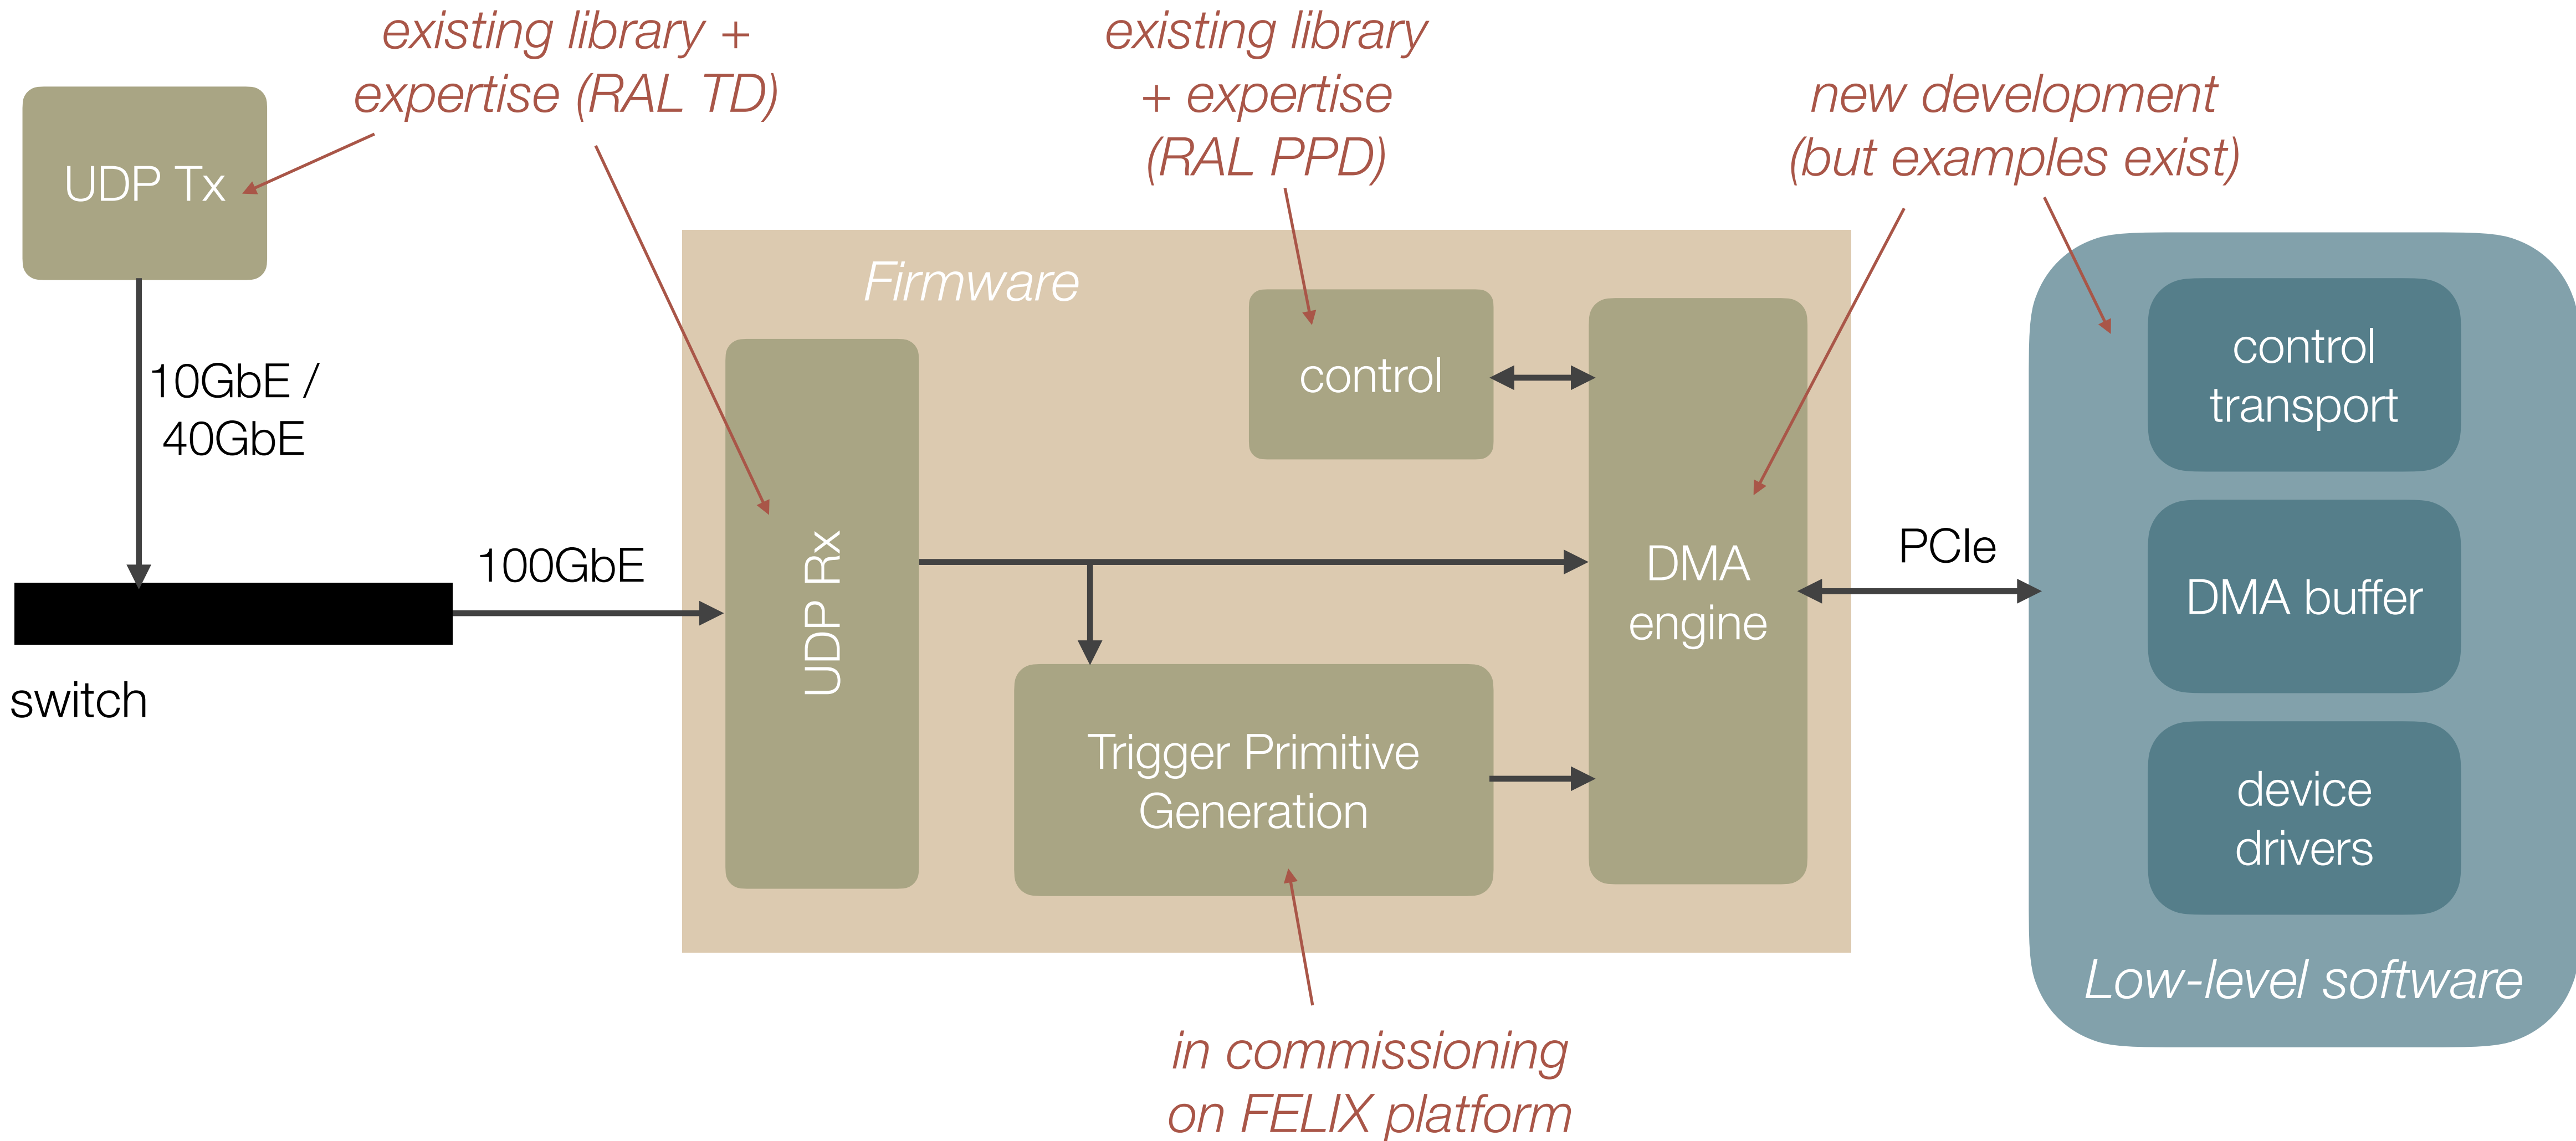 existing library +
expertise (RAL TD)
existing library
+ expertise
(RAL PPD)
new development
(but examples exist)
UDP Tx
10GbE /
40GbE
switch
100GbE
Firmware
UDP Rx
control
Trigger Primitive
Generation
DMA
engine
PCIe
control
transport
DMA buffer
device
drivers
Low-level software
in commissioning
on FELIX platform